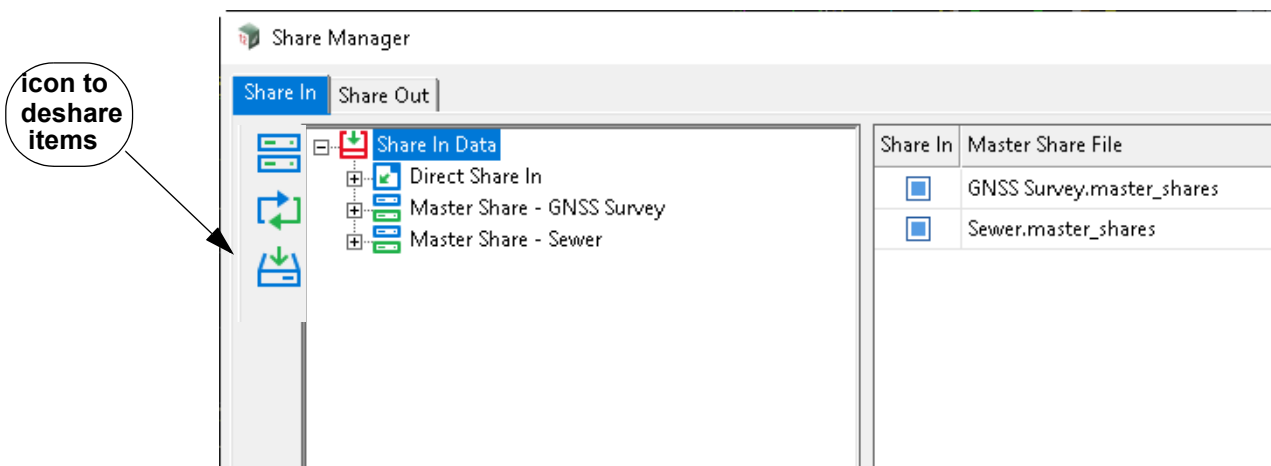 Share Manager
icon to
deshare
items
Share In
Share Out
Share In Data
Direct Share In
Master Share - GNSS Survey
Master Share - Sewer
Share In Master Share File
GNSS Survey.master_shares
Sewer.master_shares